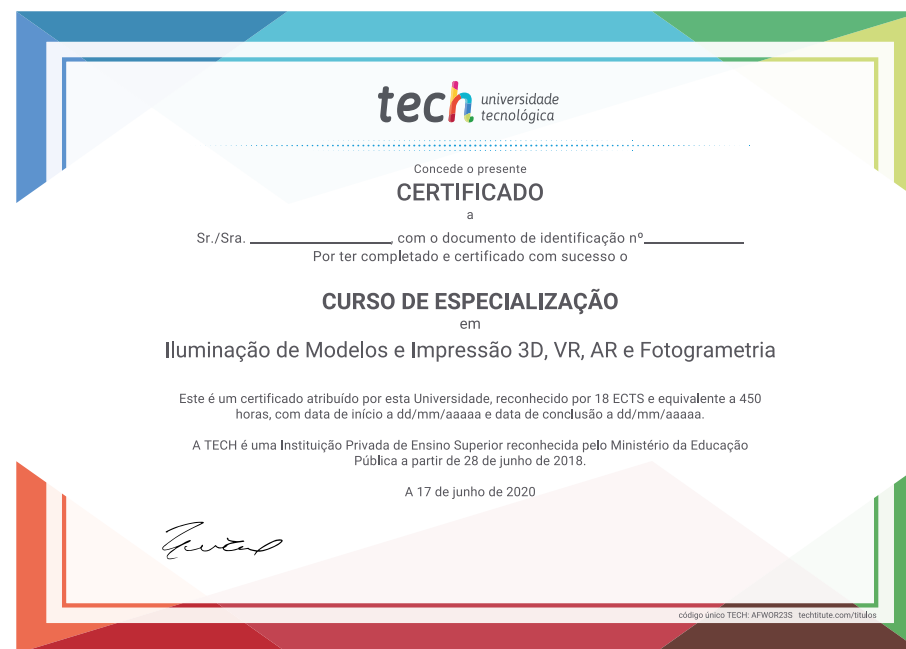 tech universidade
tecnológica
Concede o presente
CERTIFICADO
a
Sr./Sra. ____________________, com o documento de identificação nº______________
Por ter completado e certificado com sucesso o
CURSO DE ESPECIALIZAÇÃO
em
Iluminação de Modelos e Impressão 3D, VR, AR e Fotogrametria
Este é um certificado atribuído por esta Universidade, reconhecido por 18 ECTS e equivalente a 450
horas, com data de início a dd/mm/aaaaa e data de conclusão a dd/mm/aaaaa.
A TECH é uma Instituição Privada de Ensino Superior reconhecida pelo Ministério da Educação
Pública a partir de 28 de junho de 2018.
A 17 de junho de 2020
código único TECH: AFWOR23S techtitute.com/titulos